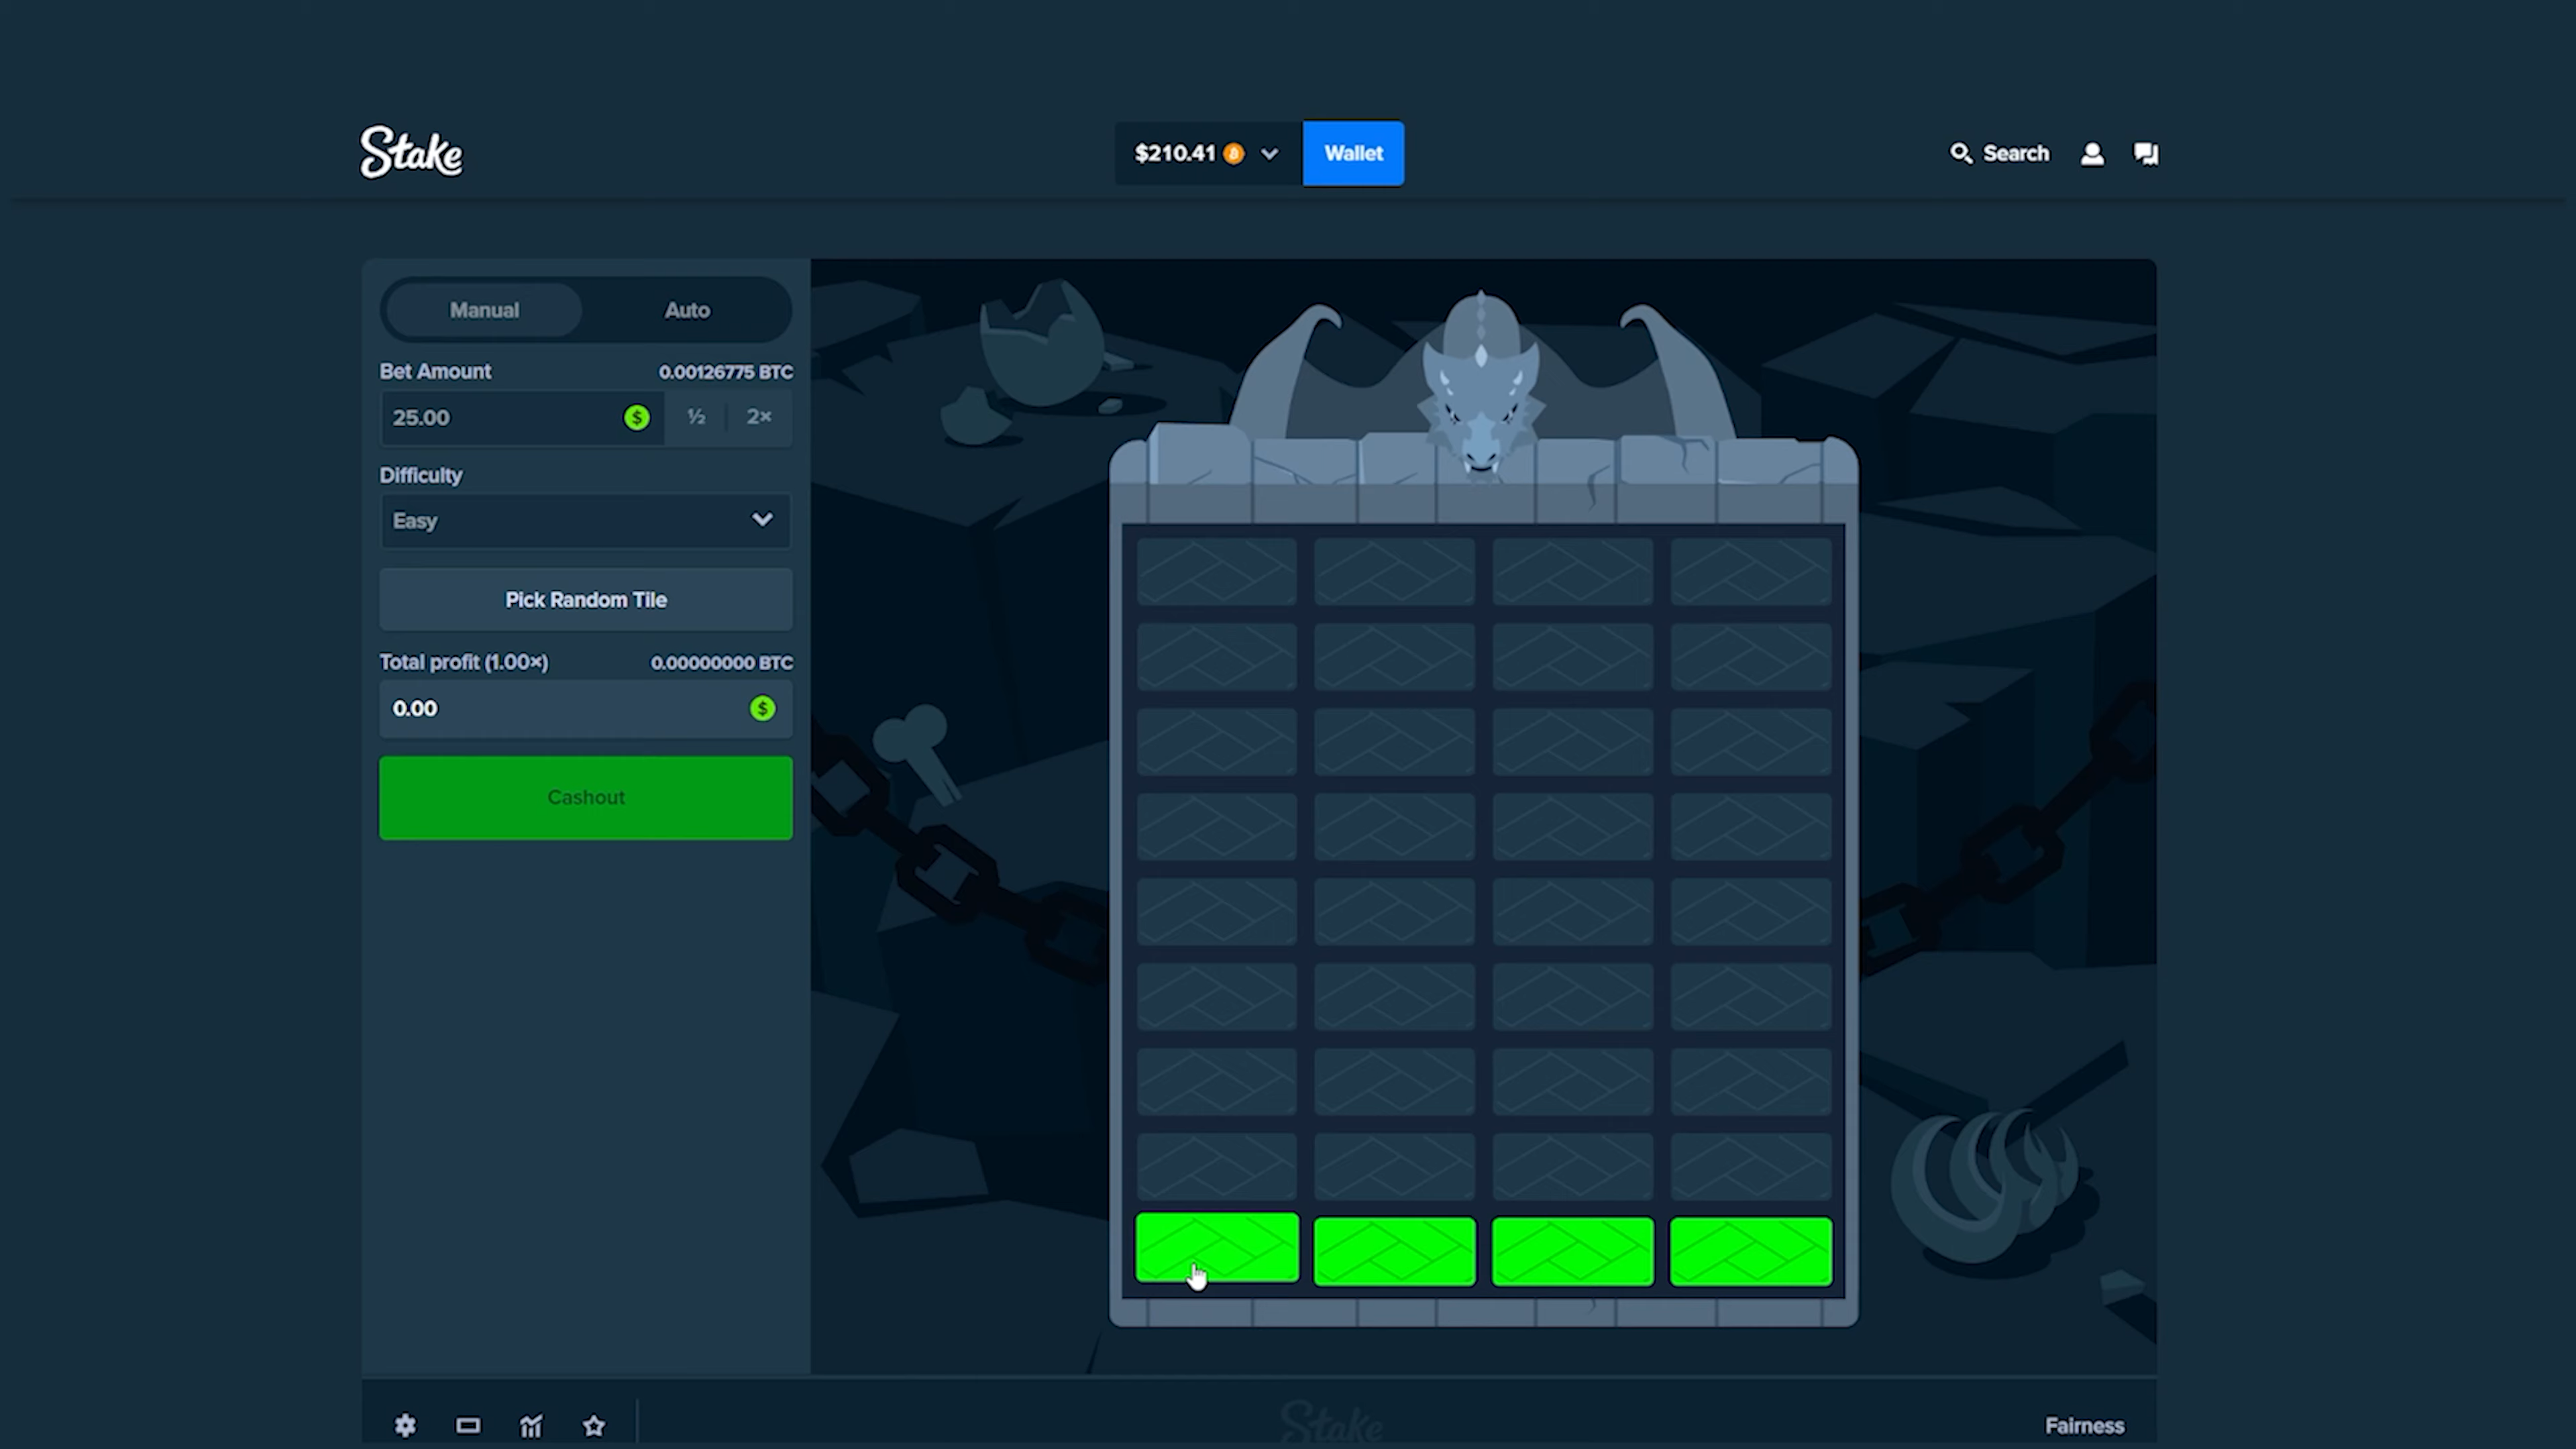 Stake
$210.41
Wallet
Search
Manual
Auto
Bet Amount
0.00126775 BTC
25.00
$
½
2×
Difficulty
Easy
Pick Random Tile
Total profit (1.00×)
0.00000000 BTC
0.00
$
Cashout
Stake
Fairness